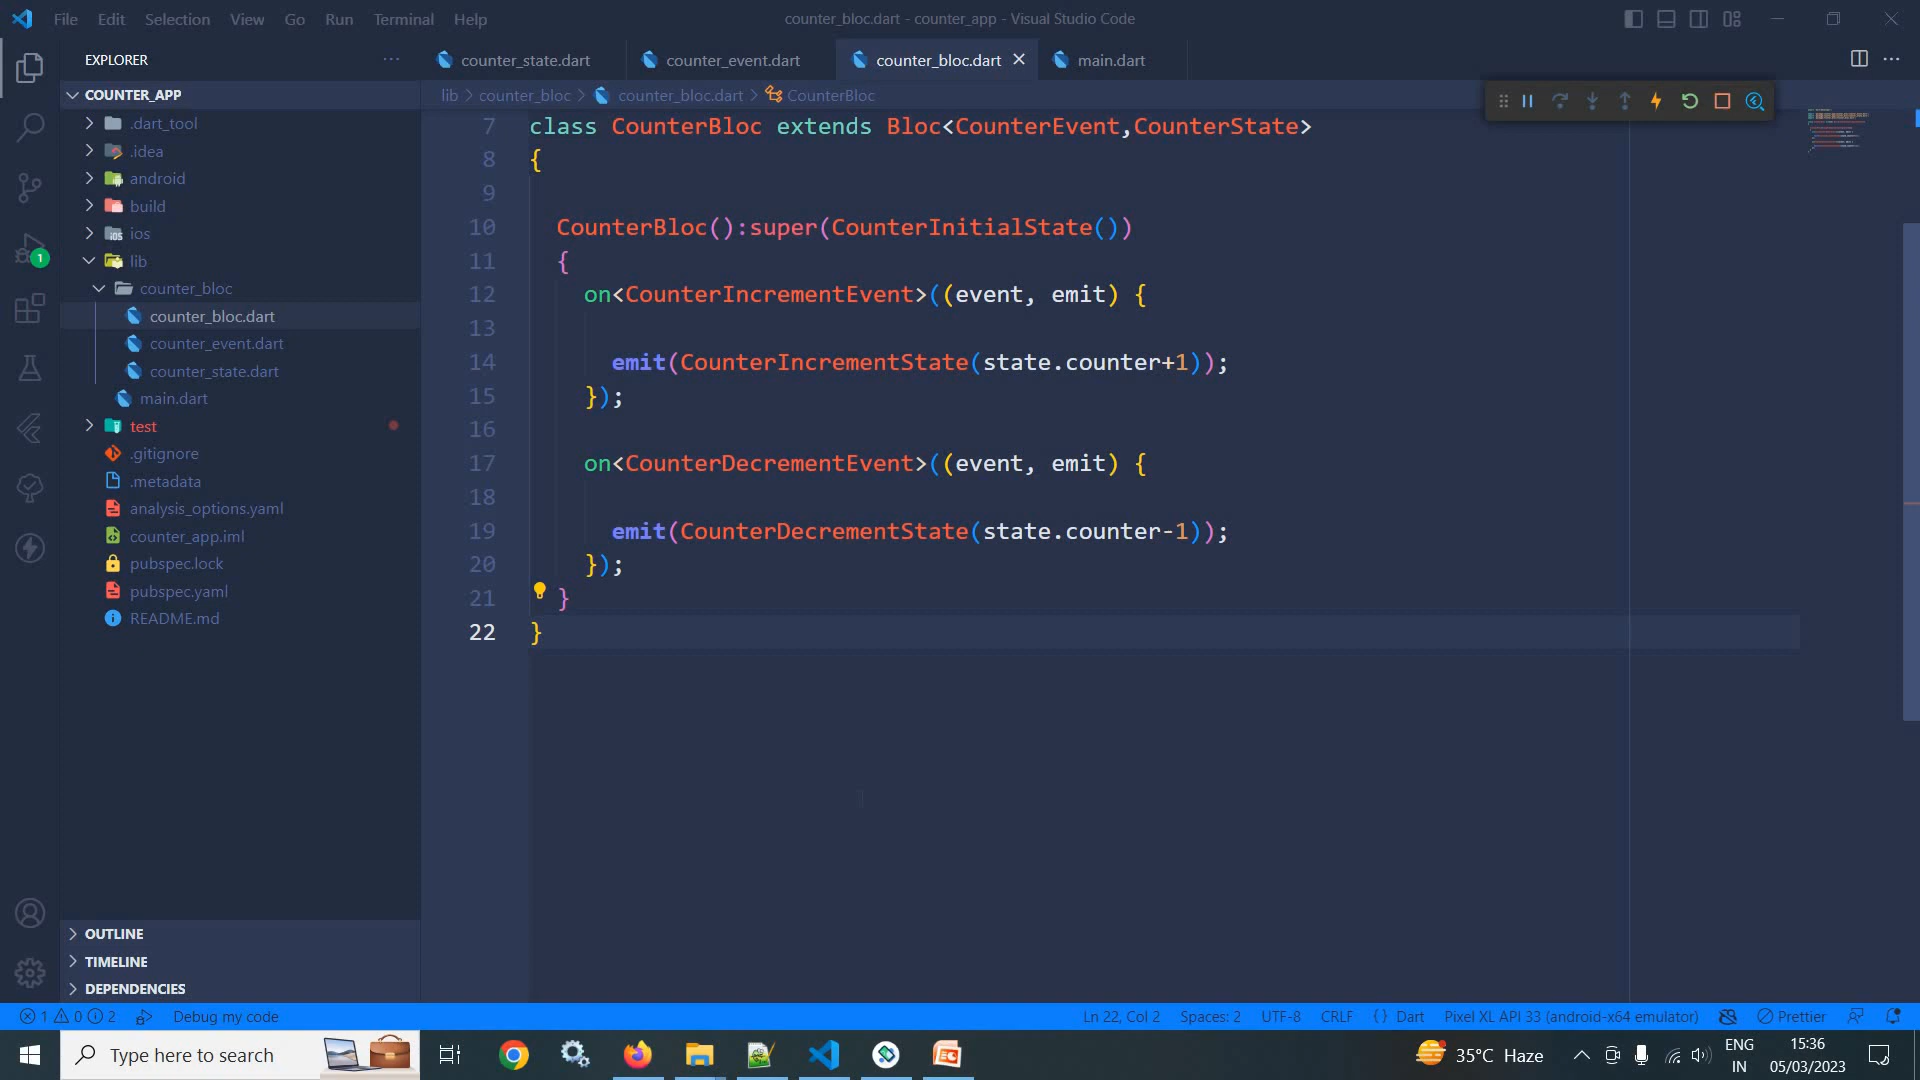 File Edit Selection View Go Run Terminal Help
counter_bloc.dart - counter_app - Visual Studio Code
EXPLORER
counter_state.dart
counter_event.dart
counter_bloc.dart
main.dart
COUNTER_APP
lib > counter_bloc > counter_bloc.dart > CounterBloc
.dart_tool
.idea
android
build
ios
lib
counter_bloc
counter_bloc.dart
counter_event.dart
counter_state.dart
main.dart
test
.gitignore
.metadata
analysis_options.yaml
counter_app.iml
pubspec.lock
pubspec.yaml
README.md
OUTLINE
TIMELINE
DEPENDENCIES
1
7 class CounterBloc extends Bloc<CounterEvent,CounterState>
8 {
9
10 CounterBloc():super(CounterInitialState())
11 {
12 on<CounterIncrementEvent>((event, emit) {
13
14 emit(CounterIncrementState(state.counter+1));
15 });
16
17 on<CounterDecrementEvent>((event, emit) {
18
19 emit(CounterDecrementState(state.counter-1));
20 });
21 }
22 }
1 0 2 Debug my code
Ln 22, Col 2 Spaces: 2 UTF-8 CRLF {} Dart Pixel XL API 33 (android-x64 emulator) Prettier
Type here to search
35°C Haze
ENG
IN
15:36
05/03/2023